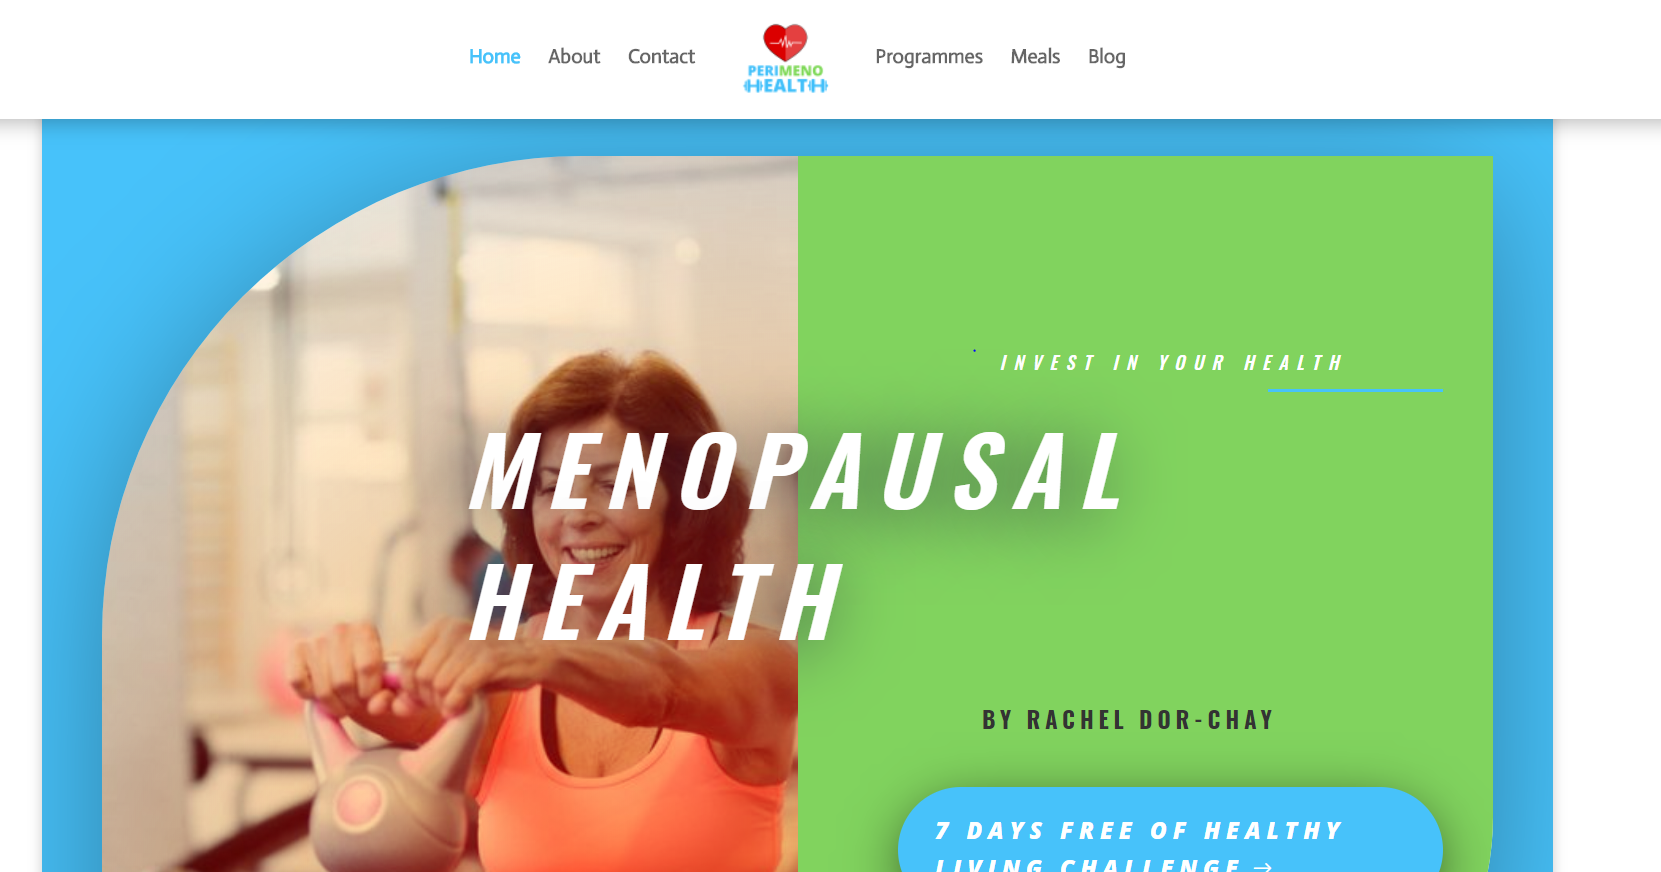 Home About Contact
PERIMENO
HEALTH
Programmes Meals Blog
INVEST IN YOUR HEALTH
MENOPAUSAL
HEALTH
BY RACHEL DOR-CHAY
7 DAYS FREE OF HEALTHY
LIVING CHALLENGE →